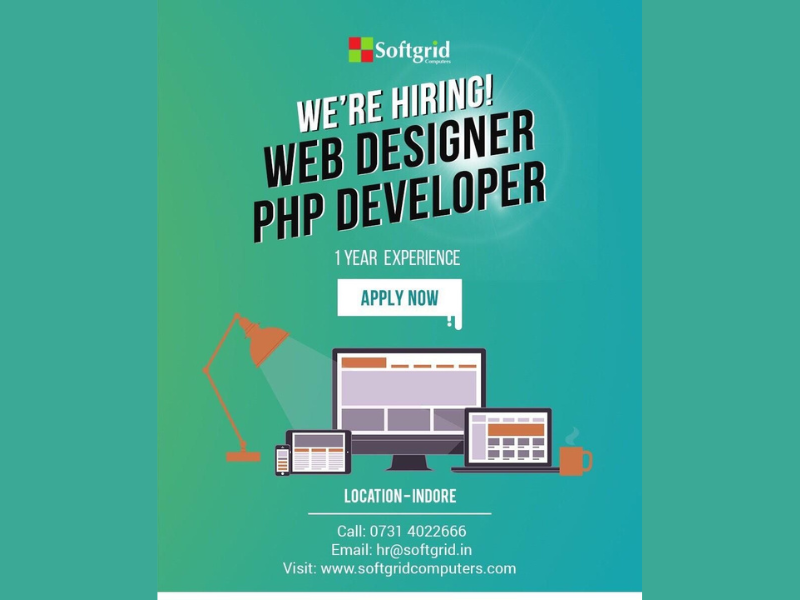 Softgrid
Computers
WE'RE HIRING!
WEB DESIGNER
PHP DEVELOPER
1 YEAR EXPERIENCE
APPLY NOW
LOCATION-INDORE
Call: 0731 4022666
Email: hr@softgrid.in
Visit: www.softgridcomputers.com